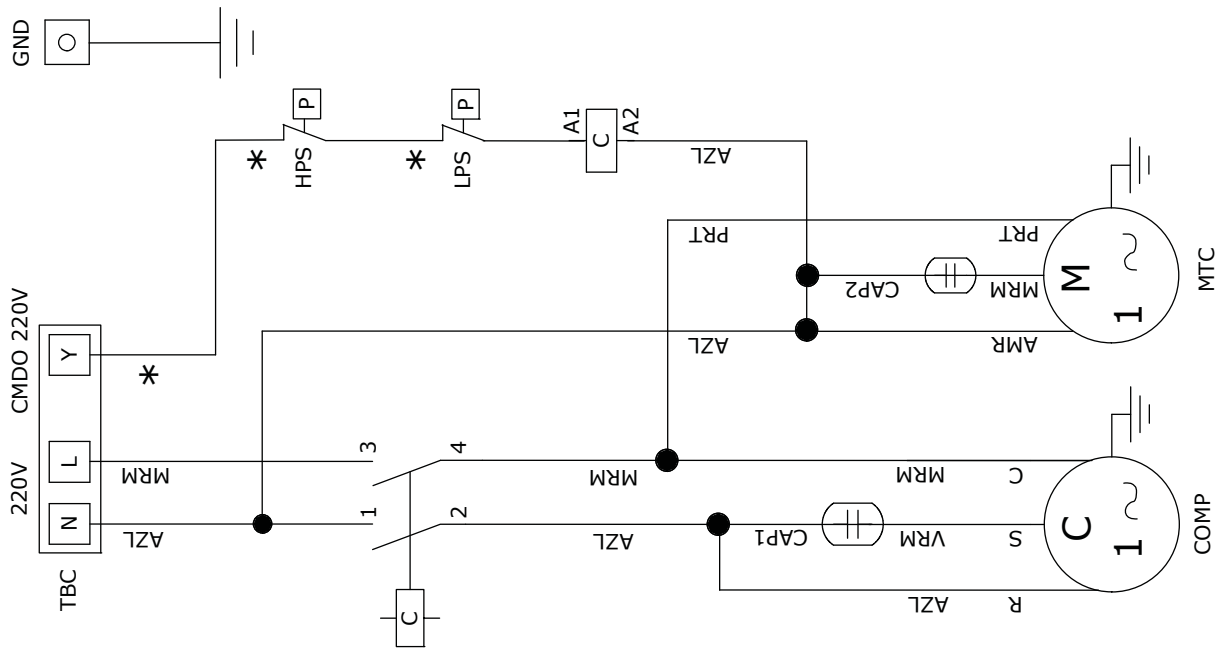 GND
TBC
220V
CMDO 220V
N
L
Y
AZL
MRM
*
*
HPS
P
*
LPS
P
A1
C
A2
AZL
1
3
2
4
C
AZL
MRM
AZL
PRT
PRT
CAP2
MRM
AMR
M
1
MTC
MRM
C
CAP1
VRM
S
AZL
R
C
1
COMP